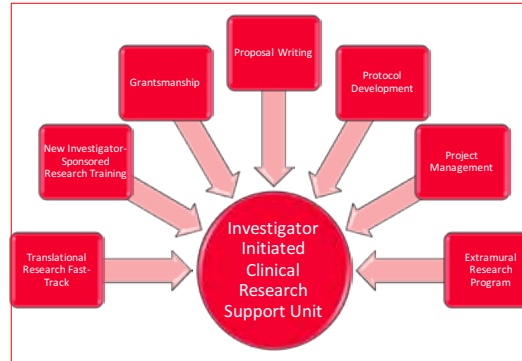 Proposal Writing
Grantsmanship
Protocol
Development
New Investigator-
Sponsored
Research Training
Project
Management
Translational
Research Fast-
Track
Investigator
Initiated
Clinical
Research
Support Unit
Extramural
Research
Program